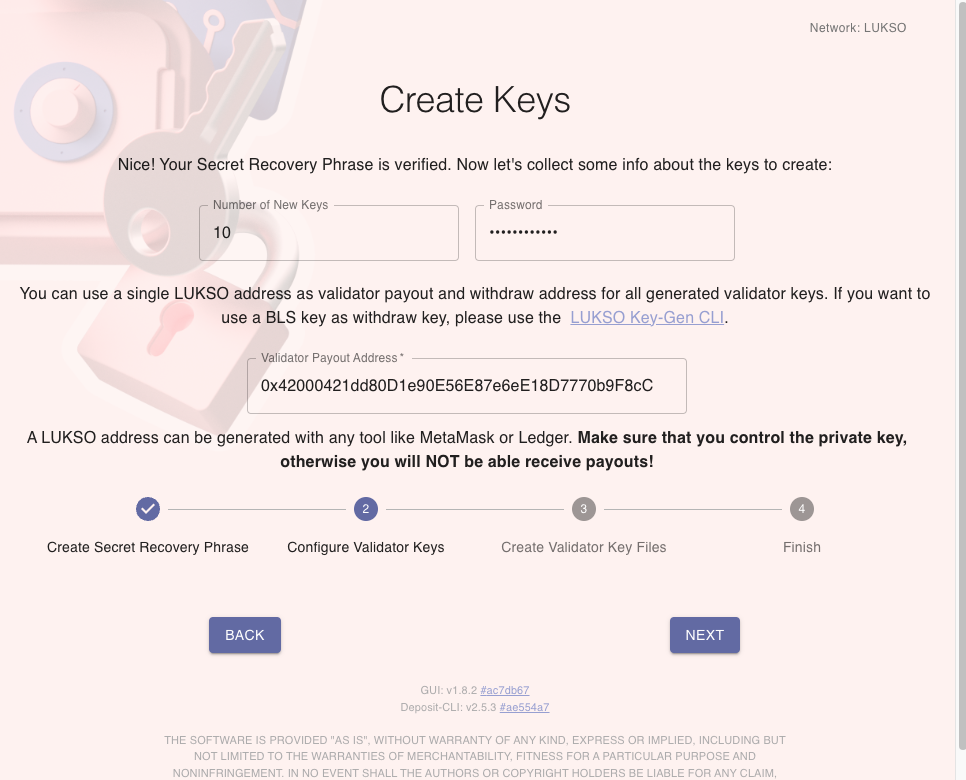 Network: LUKSO
Create Keys
Nice! Your Secret Recovery Phrase is verified. Now let's collect some info about the keys to create:
Number of New Keys
10
Password
••••••••••••
You can use a single LUKSO address as validator payout and withdraw address for all generated validator keys. If you want to
use a BLS key as withdraw key, please use the LUKSO Key-Gen CLI.
Validator Payout Address *
0x42000421dd80D1e90E56E87e6eE18D7770b9F8cC
A LUKSO address can be generated with any tool like MetaMask or Ledger. Make sure that you control the private key,
otherwise you will NOT be able receive payouts!
2
3
4
Create Secret Recovery Phrase
Configure Validator Keys
Create Validator Key Files
Finish
BACK
NEXT
GUI: v1.8.2 #ac7db67
Deposit-CLI: v2.5.3 #ae554a7
THE SOFTWARE IS PROVIDED "AS IS", WITHOUT WARRANTY OF ANY KIND, EXPRESS OR IMPLIED, INCLUDING BUT
NOT LIMITED TO THE WARRANTIES OF MERCHANTABILITY, FITNESS FOR A PARTICULAR PURPOSE AND
NONINFRINGEMENT. IN NO EVENT SHALL THE AUTHORS OR COPYRIGHT HOLDERS BE LIABLE FOR ANY CLAIM,